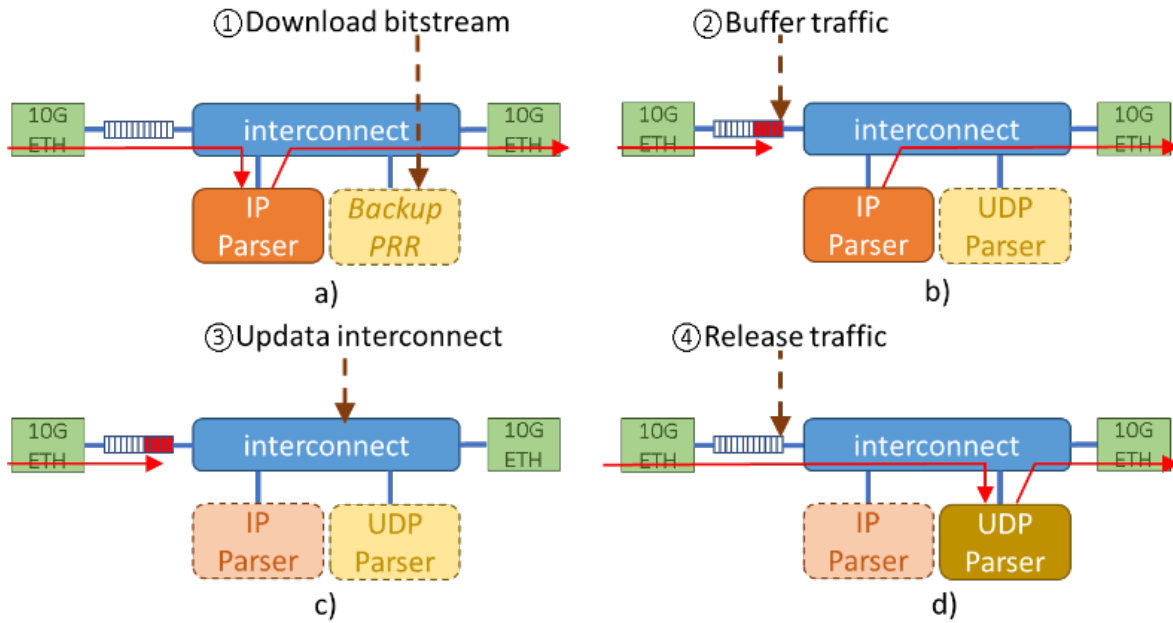 ①Download bitstream
10G
ETH
interconnect
10G
ETH
IP
Parser
Backup
PRR
a)
②Buffer traffic
10G
ETH
interconnect
10G
ETH
IP
Parser
UDP
Parser
b)
③Updata interconnect
10G
ETH
interconnect
10G
ETH
IP
Parser
UDP
Parser
c)
④Release traffic
10G
ETH
interconnect
10G
ETH
IP
Parser
UDP
Parser
d)